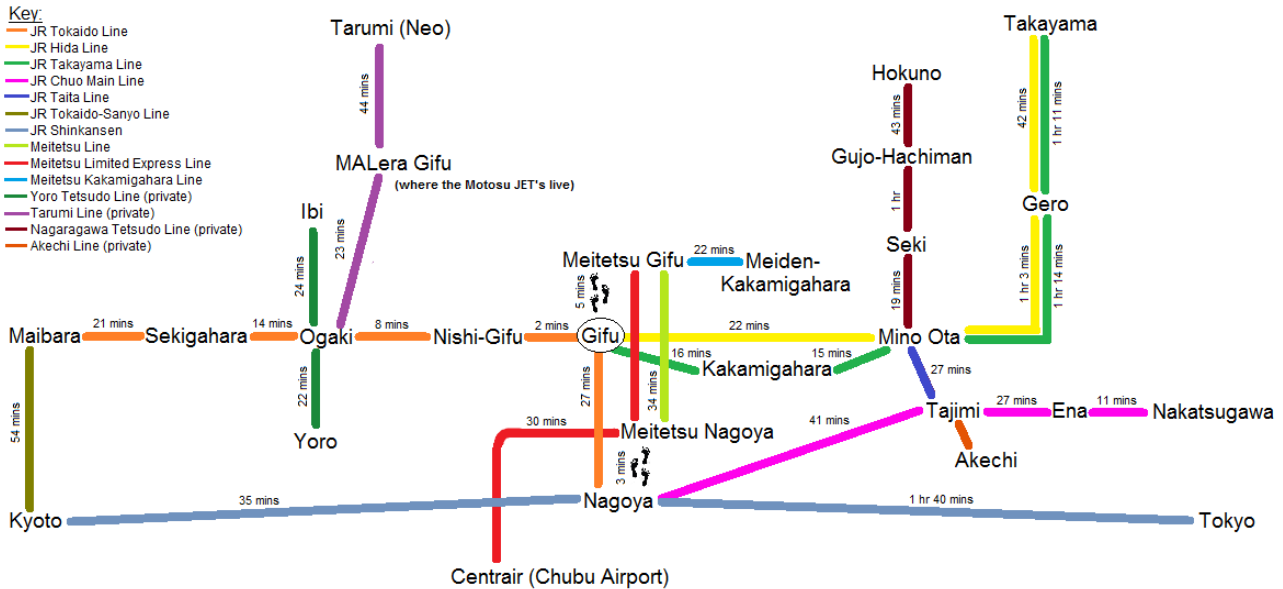 Key:
JR Tokaido Line
JR Hida Line
JR Takayama Line
JR Chuo Main Line
JR Taita Line
JR Tokaido-Sanyo Line
JR Shinkansen
Meitetsu Line
Meitetsu Limited Express Line
Meitetsu Kakamigahara Line
Yoro Tetsudo Line (private)
Tarumi Line (private)
Nagaragawa Tetsudo Line (private)
Akechi Line (private)
Tarumi (Neo)
44 mins
MALera Gifu
(where the Motosu JET's live)
23 mins
Ibi
24 mins
Takayama
42 mins
1 hr 11 mins
Hokuno
43 mins
Gujo-Hachiman
1 hr
Gero
Seki
19 mins
1 hr 3 mins
1 hr 14 mins
Meitetsu Gifu
22 mins
Meiden-
Kakamigahara
5 mins
Maibara
21 mins
Sekigahara
14 mins
Ogaki
8 mins
Nishi-Gifu
2 mins
Gifu
22 mins
Mino Ota
16 mins
Kakamigahara
15 mins
27 mins
22 mins
Yoro
27 mins
34 mins
54 mins
30 mins
Meitetsu Nagoya
41 mins
Tajimi
27 mins
Ena
11 mins
Nakatsugawa
Akechi
3 mins
Kyoto
35 mins
Nagoya
1 hr 40 mins
Tokyo
Centrair (Chubu Airport)